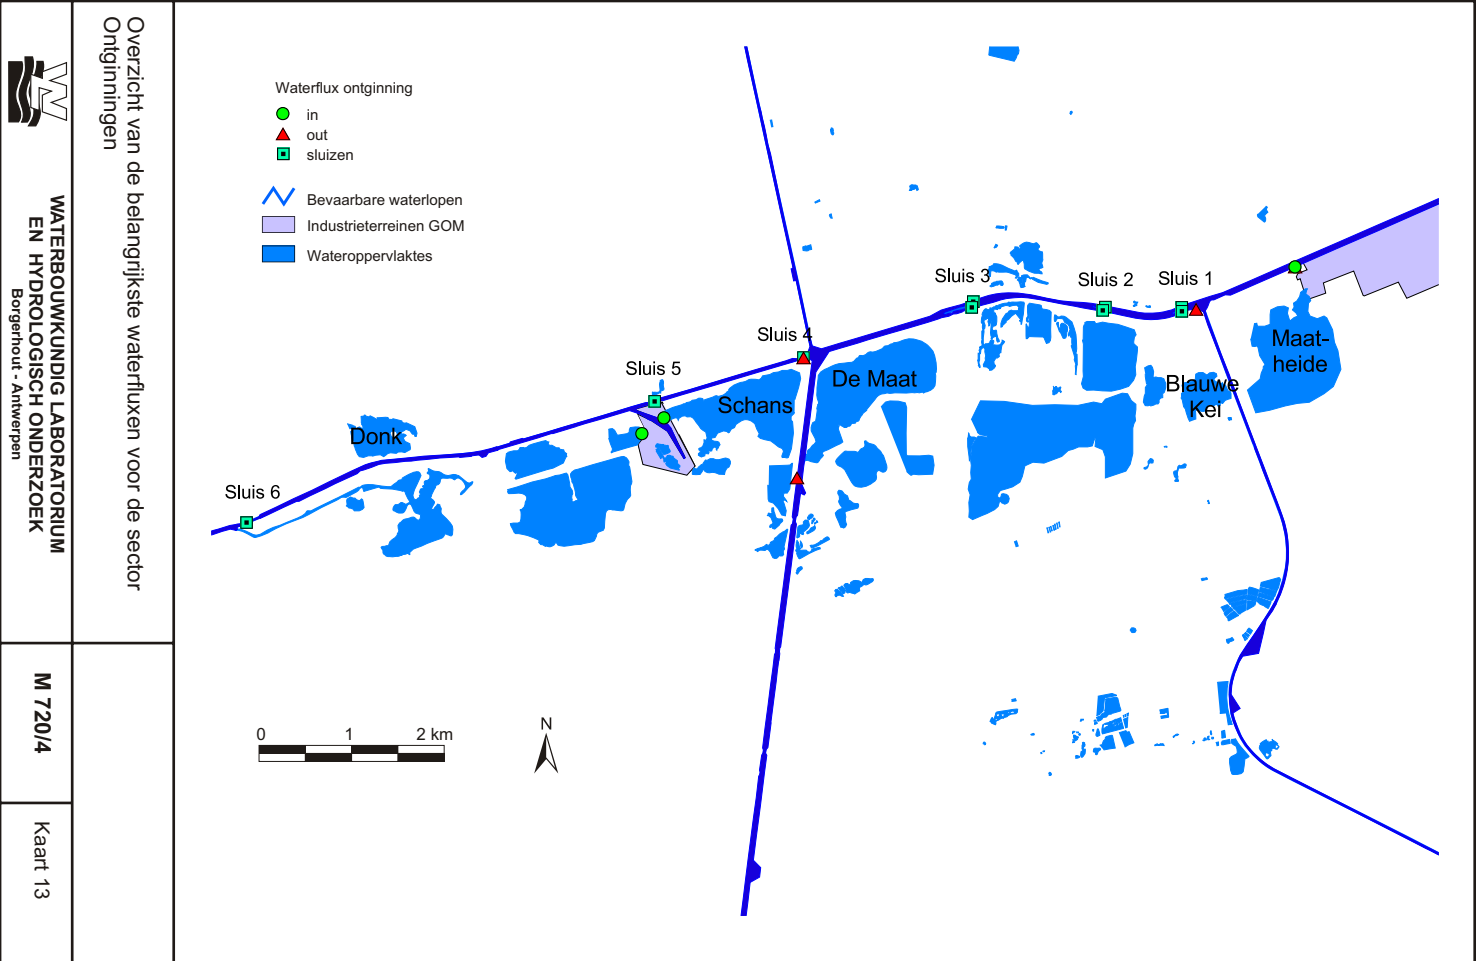 Overzicht van de belangrijkste waterfluxen voor de sector
Ontginningen
WATERBOUWKUNDIG LABORATORIUM
EN HYDROLOGISCH ONDERZOEK
Borgerhout - Antwerpen
M 720/4
Kaart 13
Waterflux ontginning
in
out
sluizen
Bevaarbare waterlopen
Industrieterreinen GOM
Wateroppervlaktes
Sluis 3
Sluis 2
Sluis 1
Sluis 4
Maat-
heide
Sluis 5
De Maat
Blauwe
Kei
Schans
Donk
Sluis 6
0 1 2 km
N